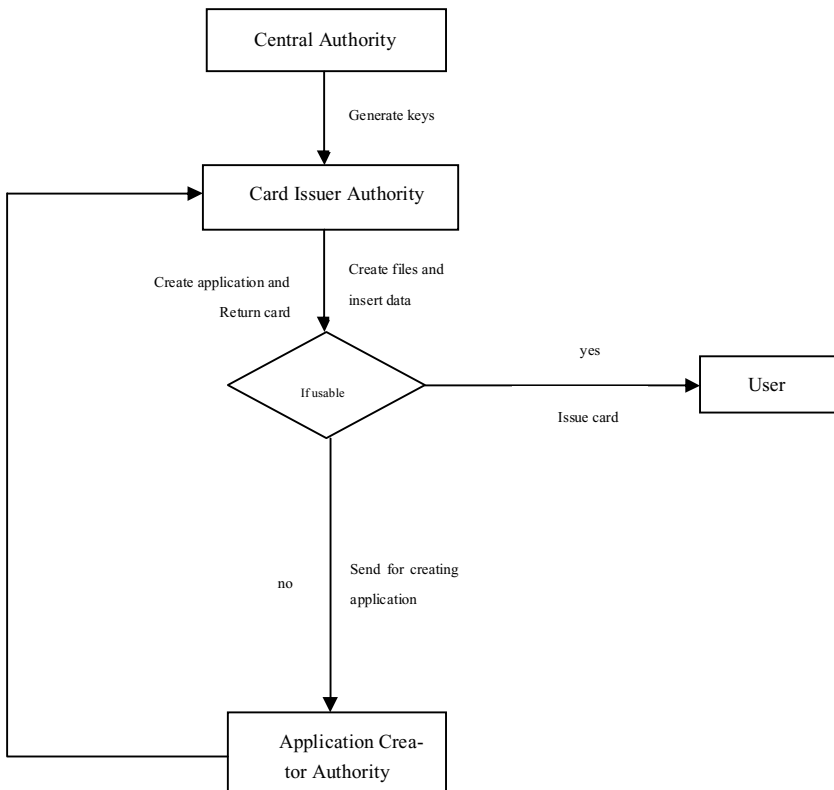 Central Authority
Generate keys
Card Issuer Authority
Create application and
Return card
Create files and
insert data
If usable
yes
Issue card
User
no
Send for creating
application
Application Crea-
tor Authority